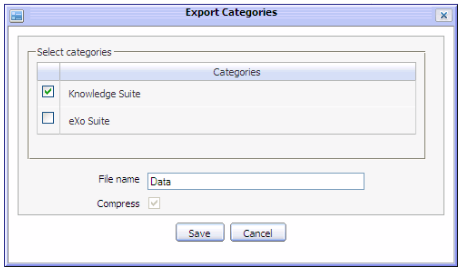 Export Categories
Select categories
Categories
Knowledge Suite
eXo Suite
File name Data
Compress
Save Cancel